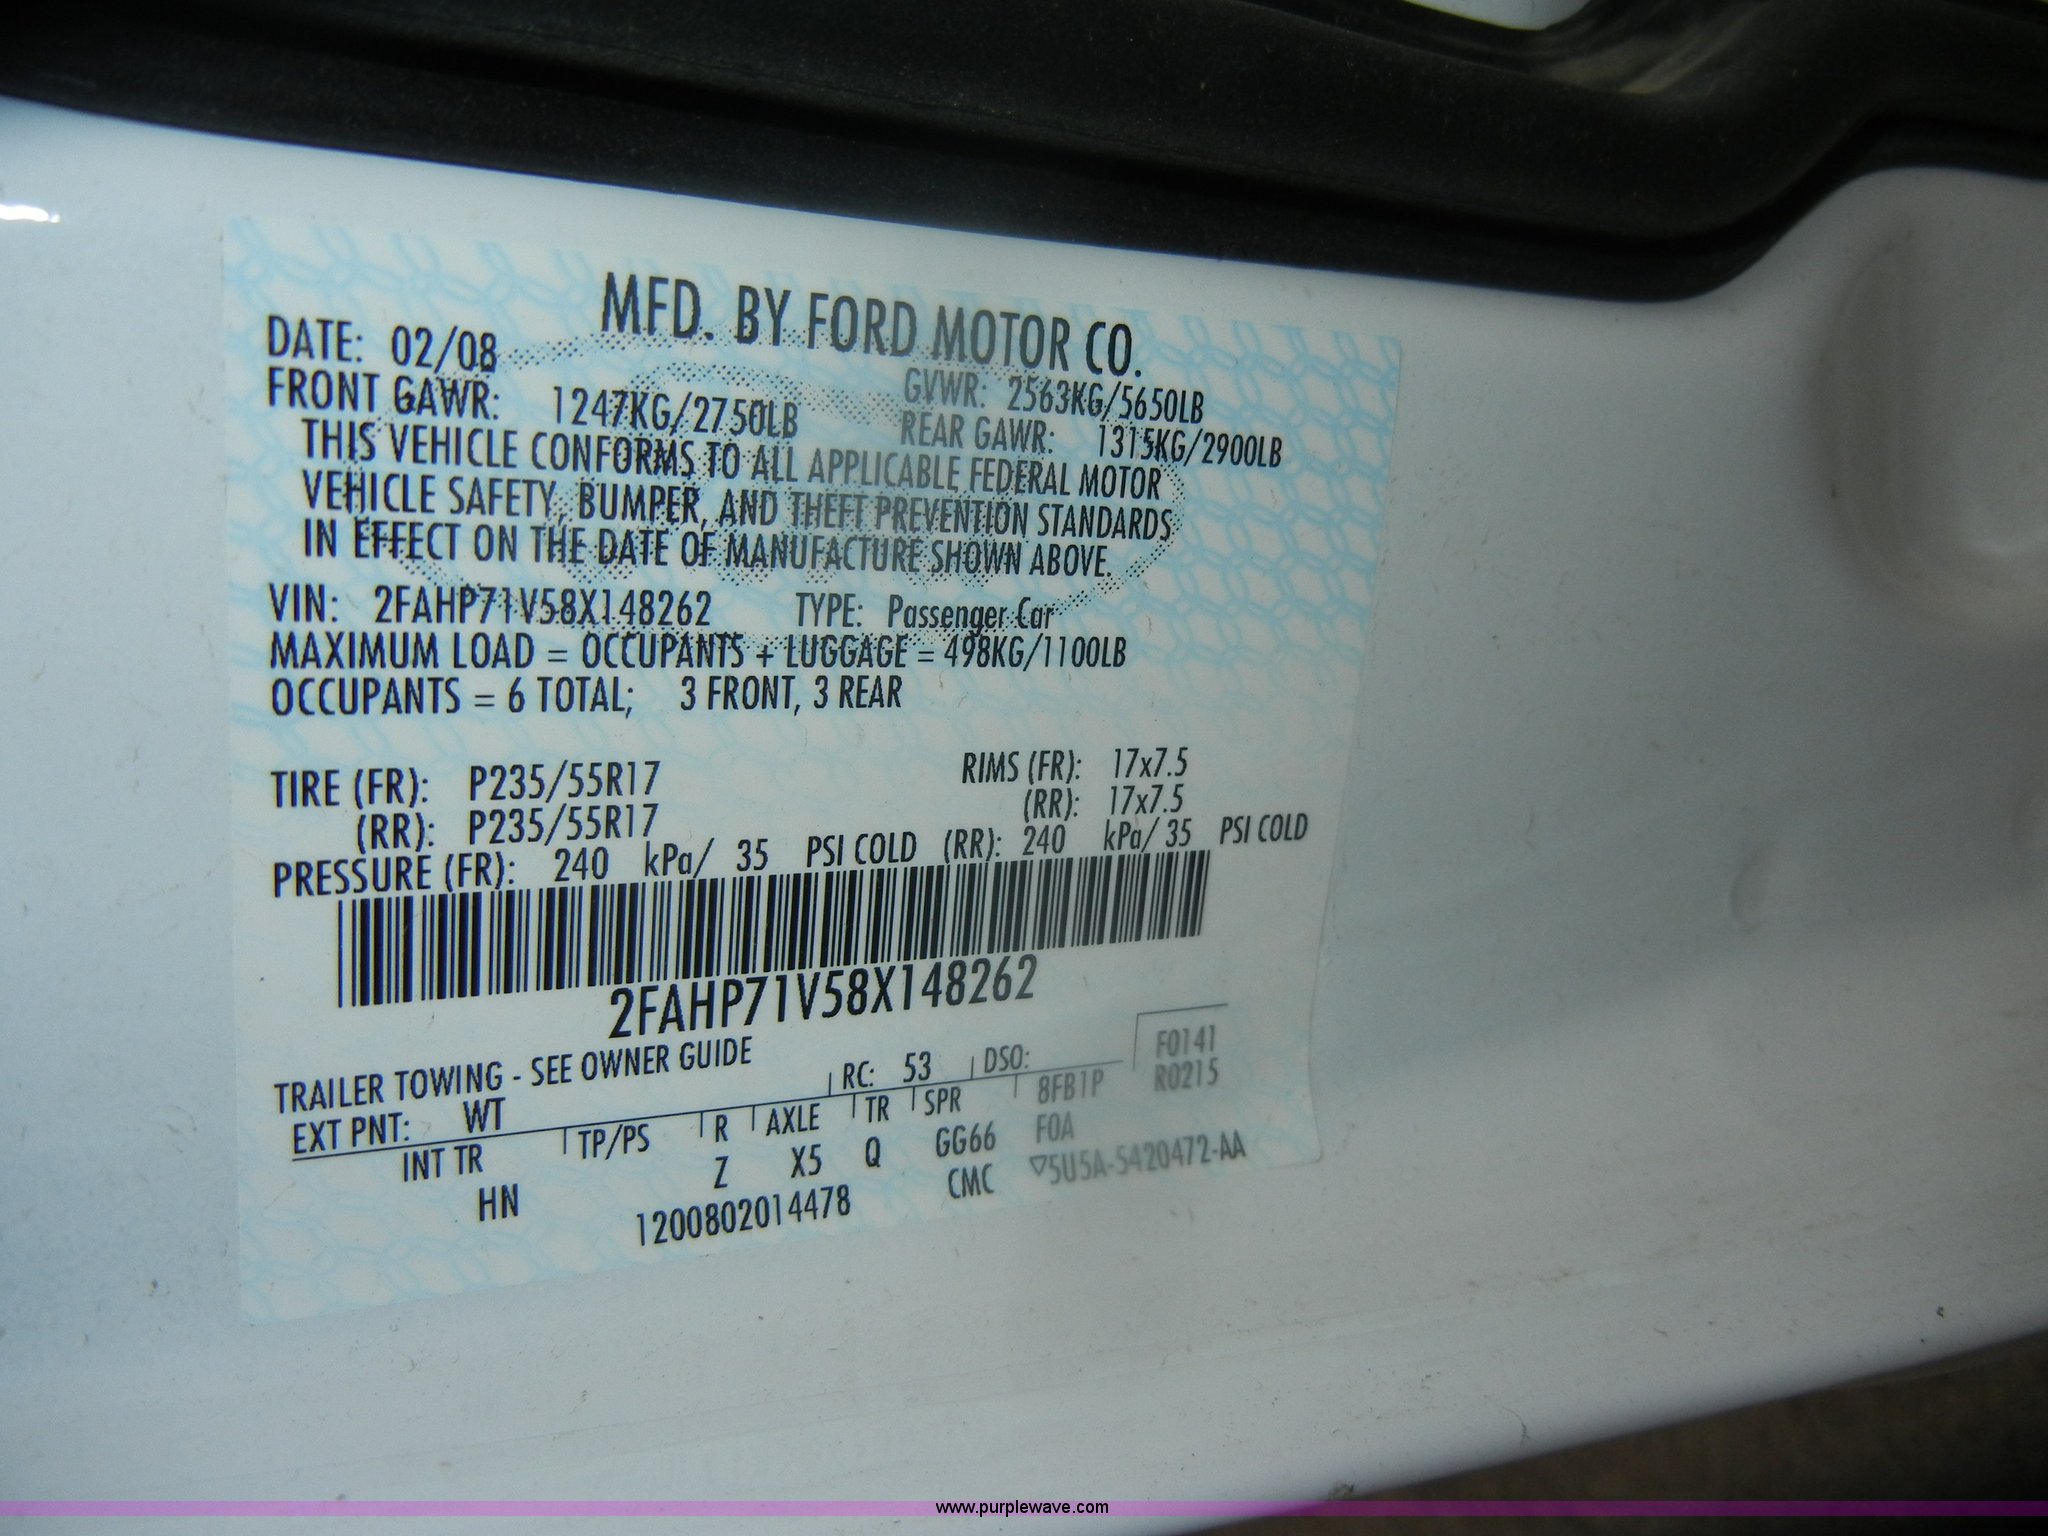 MFD. BY FORD MOTOR CO.
DATE: 02/08 GVWR: 2563KG/5650LB
FRONT GAWR: 1247KG/2750LB REAR GAWR: 1315KG/2900LB
THIS VEHICLE CONFORMS TO ALL APPLICABLE FEDERAL MOTOR
VEHICLE SAFETY, BUMPER, AND THEFT PREVENTION STANDARDS
IN EFFECT ON THE DATE OF MANUFACTURE SHOWN ABOVE.
VIN: 2FAHP71V58X148262 TYPE: Passenger Car
MAXIMUM LOAD = OCCUPANTS + LUGGAGE = 498KG/1100LB
OCCUPANTS = 6 TOTAL; 3 FRONT, 3 REAR
TIRE (FR): P235/55R17 RIMS (FR): 17x7.5
(RR): P235/55R17 (RR): 17x7.5
PRESSURE (FR): 240 kPa/ 35 PSI COLD (RR): 240 kPa/ 35 PSI COLD
2FAHP71V58X148262
TRAILER TOWING - SEE OWNER GUIDE
EXT PNT: WT RC: 53 DSO: F0141
R0215
INT TR TP/PS R AXLE TR SPR 8FB1P
HN Z X5 Q GG66 FOA
1200802014478 CMC ▽5U5A-5420472-AA
www.purplewave.com